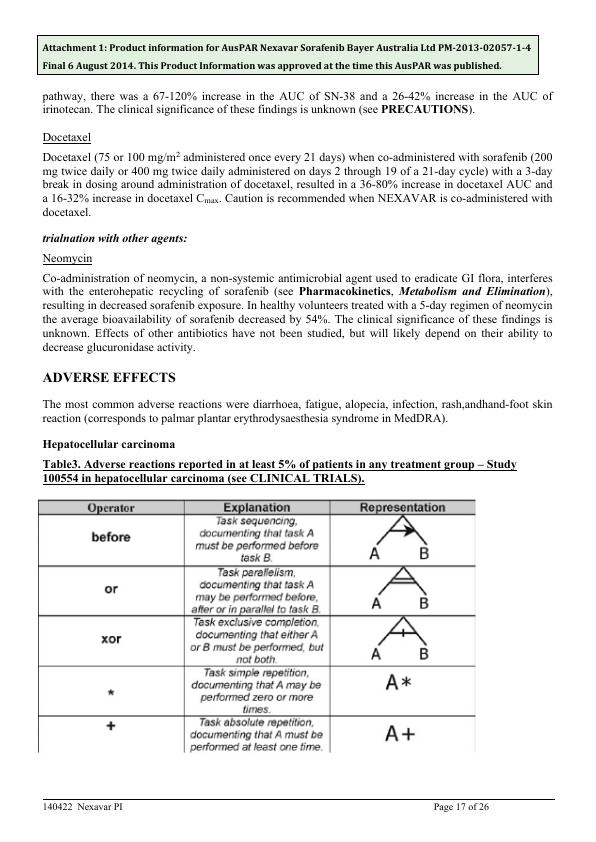 Attachment 1: Product information for AusPAR Nexavar Sorafenib Bayer Australia Ltd PM-2013-02057-1-4
Final 6 August 2014. This Product Information was approved at the time this AusPAR was published.
pathway, there was a 67-120% increase in the AUC of SN-38 and a 26-42% increase in the AUC of
irinotecan. The clinical significance of these findings is unknown (see PRECAUTIONS).
Docetaxel
Docetaxel (75 or 100 mg/m² administered once every 21 days) when co-administered with sorafenib (200
mg twice daily or 400 mg twice daily administered on days 2 through 19 of a 21-day cycle) with a 3-day
break in dosing around administration of docetaxel, resulted in a 36-80% increase in docetaxel AUC and
a 16-32% increase in docetaxel Cmax. Caution is recommended when NEXAVAR is co-administered with
docetaxel.
trialnation with other agents:
Neomycin
Co-administration of neomycin, a non-systemic antimicrobial agent used to eradicate GI flora, interferes
with the enterohepatic recycling of sorafenib (see Pharmacokinetics, Metabolism and Elimination),
resulting in decreased sorafenib exposure. In healthy volunteers treated with a 5-day regimen of neomycin
the average bioavailability of sorafenib decreased by 54%. The clinical significance of these findings is
unknown. Effects of other antibiotics have not been studied, but will likely depend on their ability to
decrease glucuronidase activity.
ADVERSE EFFECTS
The most common adverse reactions were diarrhoea, fatigue, alopecia, infection, rash,andhand-foot skin
reaction (corresponds to palmar plantar erythrodysaesthesia syndrome in MedDRA).
Hepatocellular carcinoma
Table3. Adverse reactions reported in at least 5% of patients in any treatment group – Study
100554 in hepatocellular carcinoma (see CLINICAL TRIALS).
Operator Explanation Representation
before
Task sequencing,
documenting that task A
must be performed before
task B.
A B
or
Task parallelism,
documenting that task A
may be performed before,
after or in parallel to task B.
A B
xor
Task exclusive completion,
documenting that either A
or B must be performed, but
not both.
A B
*
Task simple repetition,
documenting that A may be
performed zero or more
times.
A*
+
Task absolute repetition,
documenting that A must be
performed at least one time.
A+
140422 Nexavar PI Page 17 of 26